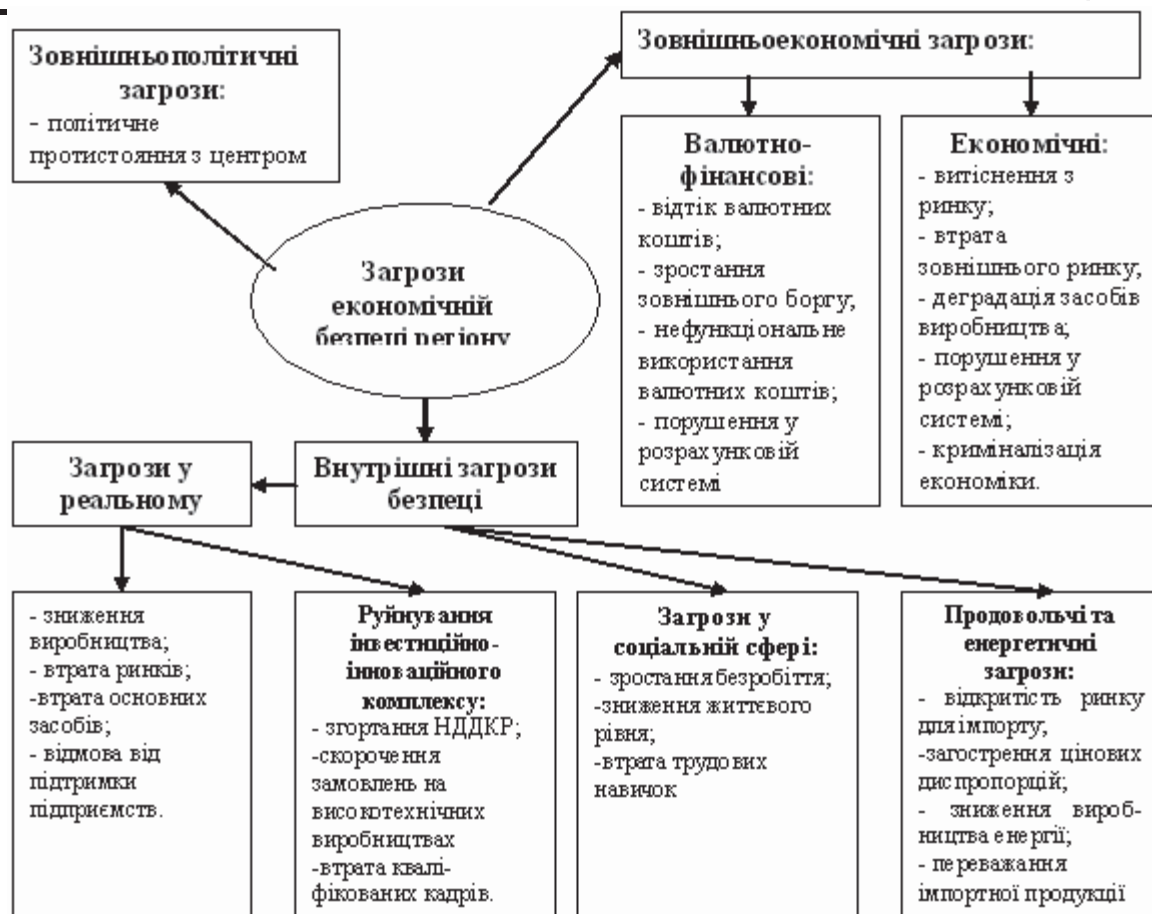 Зовнішньополітичні
загрози:
- політичне
протистояння з центром
Зовнішньоекономічні загрози:
Валютно-
фінансові:
- відтік валютних
коштів;
- зростання
зовнішнього боргу;
- нефункціональне
використання
валютних коштів;
- порушення у
розрахунковій
системі
Економічні:
- витіснення з
ринку;
- втрата
зовнішнього ринку;
- деградація засобів
виробництва;
- порушення у
розрахунковій
системі;
- криміналізація
економіки.
Загрози
економічній
безпеці регіону
Загрози у
реальному
Внутрішні загрози
безпеці
- зниження
виробництва;
- втрата ринків;
-втрата основних
засобів;
- відмова від
підтримки
підприємств.
Руйнування
інвестиційно-
інноваційного
комплексу:
- згортання НДДКР;
-скорочення
замовлень на
високотехнічних
виробництвах
-втрата квалі-
фікованих кадрів.
Загрози у
соціальній сфері:
- зростання безробіття;
-зниження життєвого
рівня;
-втрата трудових
навичок
Продовольчі та
енергетичні
загрози:
- відкритість ринку
для імпорту;
-загострення цінових
диспропорцій;
- зниження вироб-
ництва енергії;
- переважання
імпортної продукції